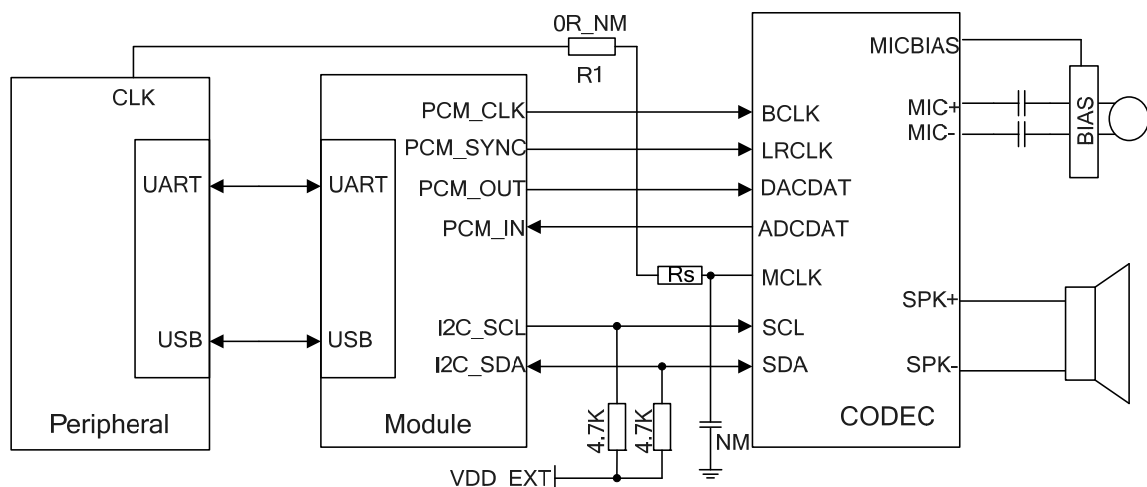 0R_NM
R1
CLK
UART
USB
Peripheral
UART
USB
PCM_CLK
PCM_SYNC
PCM_OUT
PCM_IN
I2C_SCL
I2C_SDA
Module
Rs
4.7K
4.7K
NM
VDD_EXT
BCLK
LRCLK
DACDAT
ADCDAT
MCLK
SCL
SDA
CODEC
MICBIAS
MIC+
MIC-
SPK+
SPK-
BIAS